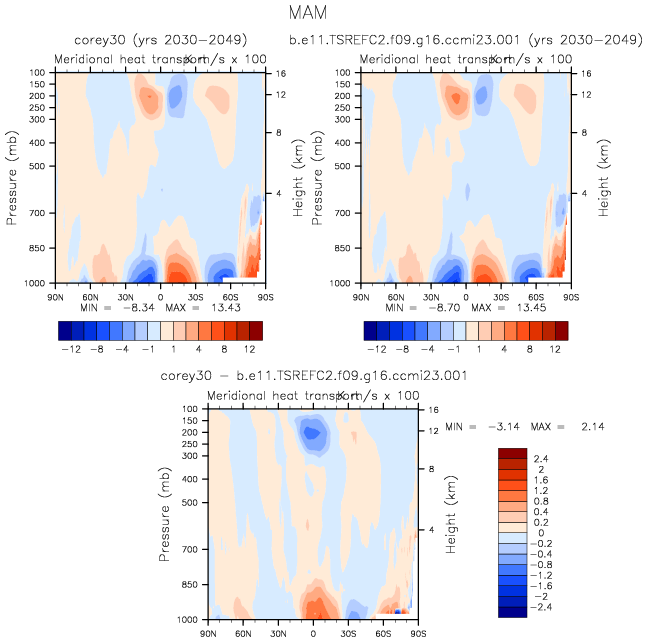 MAM
corey30 (yrs 2030-2049)
b.e11.TSREFC2.f09.g16.ccmi23.001 (yrs 2030-2049)
Meridional heat transport K m/s x 100
Meridional heat transport K m/s x 100
Pressure (mb)
100
150
200
250
300
400
500
700
850
1000
16
12
8
4
Height (km)
90N 60N 30N 0 30S 60S 90S
MIN = -8.34 MAX = 13.43
-12 -8 -4 -1 1 4 8 12
Pressure (mb)
100
150
200
250
300
400
500
700
850
1000
16
12
8
4
Height (km)
90N 60N 30N 0 30S 60S 90S
MIN = -8.70 MAX = 13.45
-12 -8 -4 -1 1 4 8 12
corey30 - b.e11.TSREFC2.f09.g16.ccmi23.001
Meridional heat transport K m/s x 100
Pressure (mb)
100
150
200
250
300
400
500
700
850
1000
16
12
8
4
Height (km)
90N 60N 30N 0 30S 60S 90S
MIN = -3.14 MAX = 2.14
2.4
2
1.6
1.2
0.8
0.4
0.2
0
-0.2
-0.4
-0.8
-1.2
-1.6
-2
-2.4